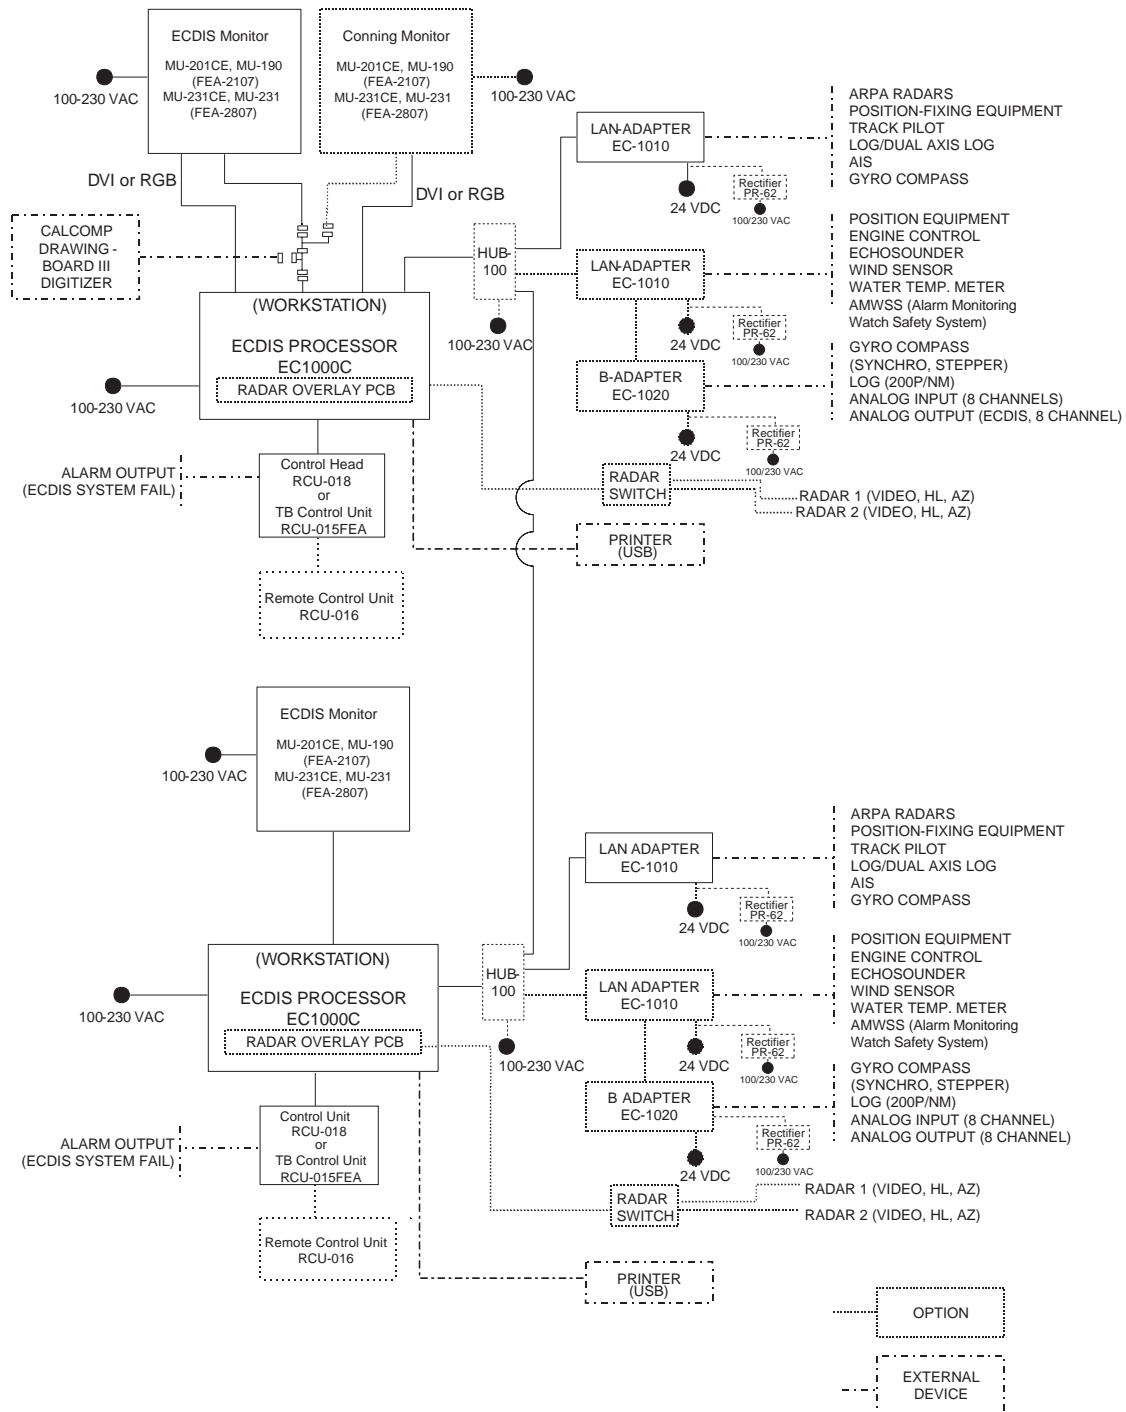 ECDIS Monitor
MU-201CE, MU-190
(FEA-2107)
MU-231CE, MU-231
(FEA-2807)
100-230 VAC
Conning Monitor
MU-201CE, MU-190
(FEA-2107)
MU-231CE, MU-231
(FEA-2807)
100-230 VAC
DVI or RGB
DVI or RGB
CALCOMP
DRAWING -
BOARD III
DIGITIZER
LAN-ADAPTER
EC-1010
24 VDC
Rectifier
PR-62
100/230 VAC
ARPA RADARS
POSITION-FIXING EQUIPMENT
TRACK PILOT
LOG/DUAL AXIS LOG
AIS
GYRO COMPASS
HUB-
100
100-230 VAC
LAN-ADAPTER
EC-1010
24 VDC
Rectifier
PR-62
100/230 VAC
POSITION EQUIPMENT
ENGINE CONTROL
ECHOSOUNDER
WIND SENSOR
WATER TEMP. METER
AMWSS (Alarm Monitoring
Watch Safety System)
(WORKSTATION)
ECDIS PROCESSOR
EC1000C
RADAR OVERLAY PCB
100-230 VAC
B-ADAPTER
EC-1020
24 VDC
Rectifier
PR-62
100/230 VAC
GYRO COMPASS
(SYNCHRO, STEPPER)
LOG (200P/NM)
ANALOG INPUT (8 CHANNELS)
ANALOG OUTPUT (ECDIS, 8 CHANNEL)
ALARM OUTPUT
(ECDIS SYSTEM FAIL)
Control Head
RCU-018
or
TB Control Unit
RCU-015FEA
RADAR
SWITCH
RADAR 1 (VIDEO, HL, AZ)
RADAR 2 (VIDEO, HL, AZ)
PRINTER
(USB)
Remote Control Unit
RCU-016
ECDIS Monitor
MU-201CE, MU-190
(FEA-2107)
MU-231CE, MU-231
(FEA-2807)
100-230 VAC
LAN ADAPTER
EC-1010
24 VDC
Rectifier
PR-62
100/230 VAC
ARPA RADARS
POSITION-FIXING EQUIPMENT
TRACK PILOT
LOG/DUAL AXIS LOG
AIS
GYRO COMPASS
(WORKSTATION)
ECDIS PROCESSOR
EC1000C
RADAR OVERLAY PCB
100-230 VAC
HUB-
100
100-230 VAC
LAN ADAPTER
EC-1010
24 VDC
Rectifier
PR-62
100/230 VAC
POSITION EQUIPMENT
ENGINE CONTROL
ECHOSOUNDER
WIND SENSOR
WATER TEMP. METER
AMWSS (Alarm Monitoring
Watch Safety System)
B ADAPTER
EC-1020
24 VDC
Rectifier
PR-62
100/230 VAC
GYRO COMPASS
(SYNCHRO, STEPPER)
LOG (200P/NM)
ANALOG INPUT (8 CHANNEL)
ANALOG OUTPUT (8 CHANNEL)
ALARM OUTPUT
(ECDIS SYSTEM FAIL)
Control Unit
RCU-018
or
TB Control Unit
RCU-015FEA
RADAR
SWITCH
RADAR 1 (VIDEO, HL, AZ)
RADAR 2 (VIDEO, HL, AZ)
Remote Control Unit
RCU-016
PRINTER
(USB)
OPTION
EXTERNAL
DEVICE